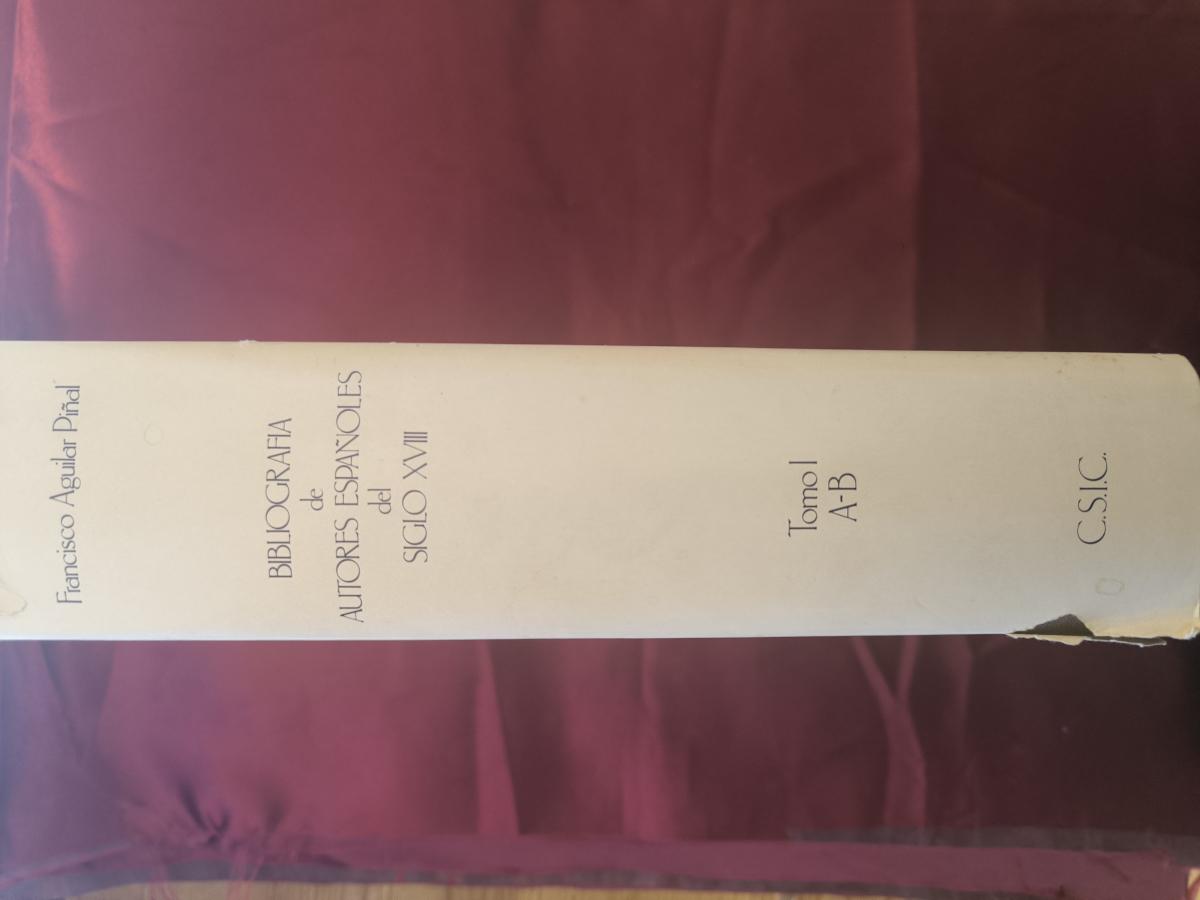 Francisco Aguilar Piñal
BIBLIOGRAFIA
de
AUTORES ESPAÑOLES
del
SIGLO XVIII
Tomo I
A-B
C.S.I.C.